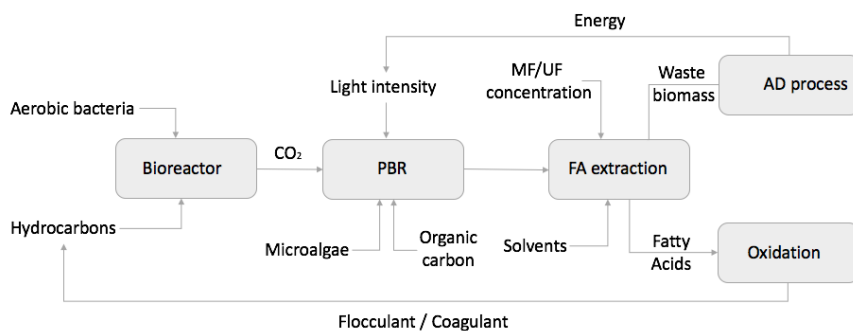 Energy
Light intensity
MF/UF
concentration
Waste
biomass
AD process
Aerobic bacteria
Bioreactor
CO₂
PBR
FA extraction
Hydrocarbons
Microalgae
Organic
carbon
Solvents
Fatty
Acids
Oxidation
Flocculant / Coagulant